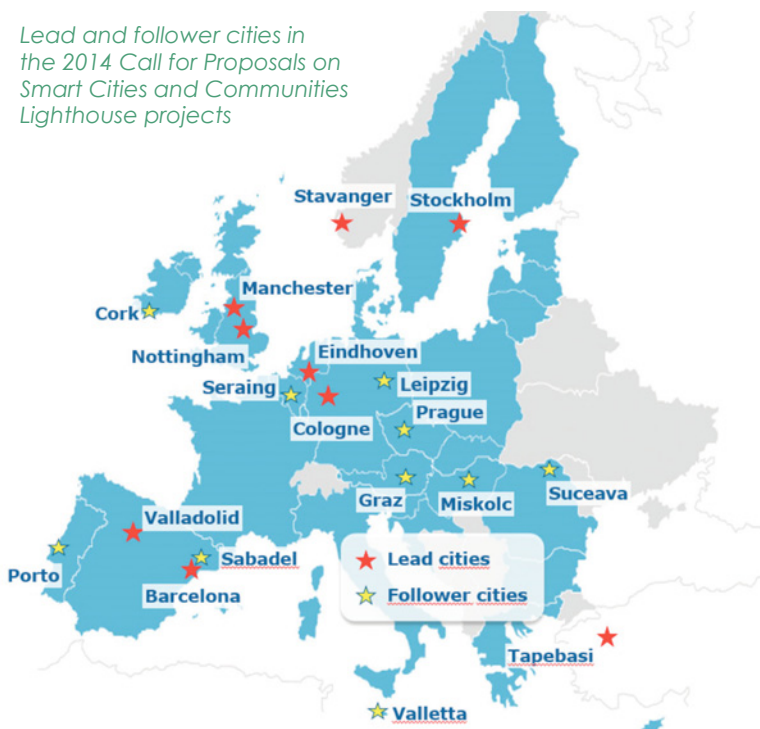 Lead and follower cities in
the 2014 Call for Proposals on
Smart Cities and Communities
Lighthouse projects
Stavanger
Stockholm
Manchester
Cork
Nottingham
Eindhoven
Seraing
Leipzig
Cologne
Prague
Graz
Miskolc
Suceava
Valladolid
Porto
Sabadel
Barcelona
Lead cities
Follower cities
Tapebasi
Valletta